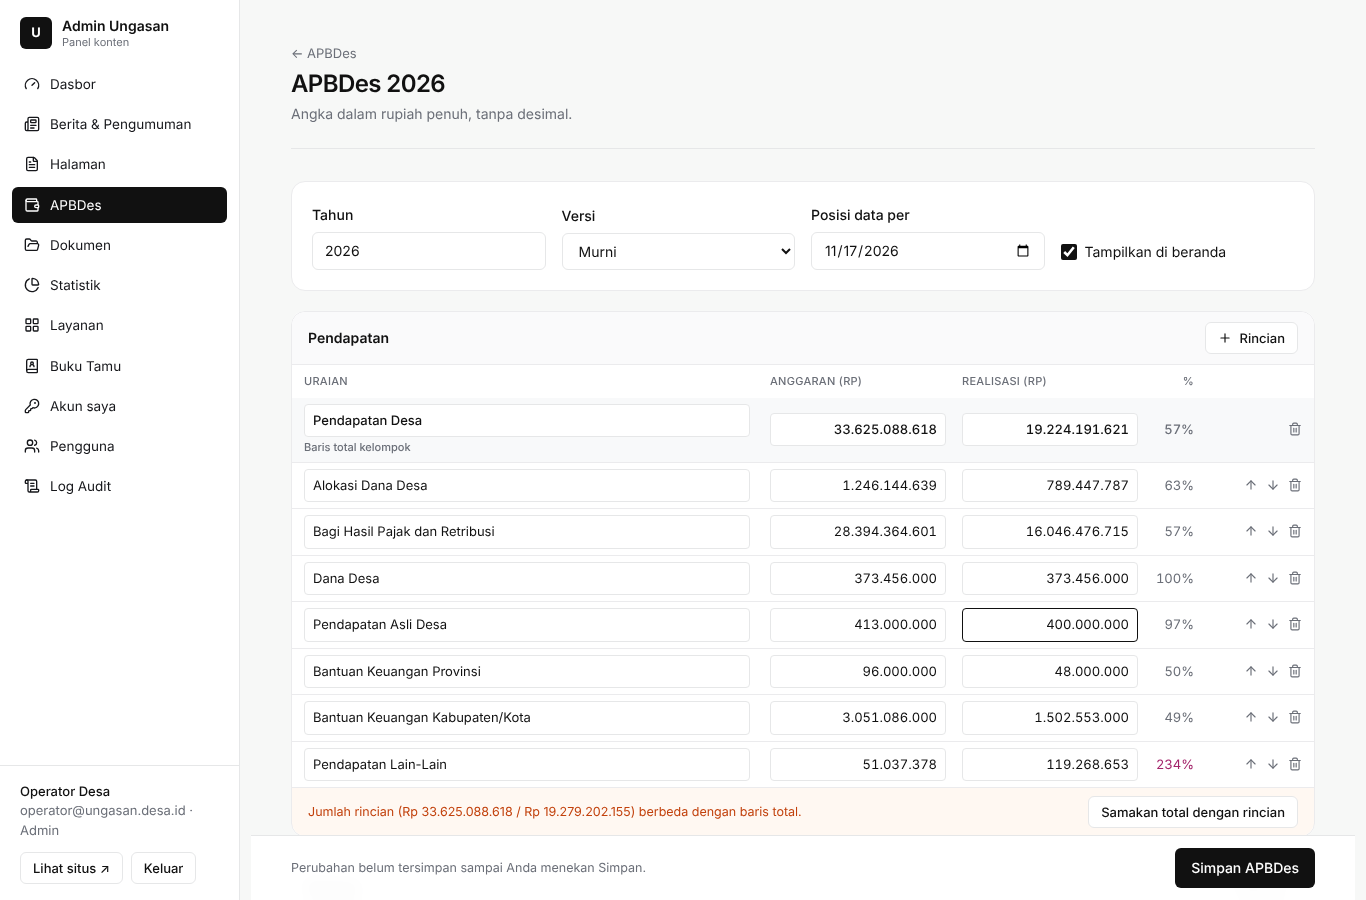 U
Admin Ungasan
Panel konten
Dasbor
Berita & Pengumuman
Halaman
APBDes
Dokumen
Statistik
Layanan
Buku Tamu
Akun saya
Pengguna
Log Audit
Operator Desa
operator@ungasan.desa.id ·
Admin
Lihat situs ↗
Keluar
← APBDes
APBDes 2026
Angka dalam rupiah penuh, tanpa desimal.
Tahun
2026
Versi
Murni
Posisi data per
11/17/2026
Tampilkan di beranda
Pendapatan
+ Rincian
URAIAN ANGGARAN (RP) REALISASI (RP) %
Pendapatan Desa 33.625.088.618 19.224.191.621 57%
Baris total kelompok
Alokasi Dana Desa 1.246.144.639 789.447.787 63%
Bagi Hasil Pajak dan Retribusi 28.394.364.601 16.046.476.715 57%
Dana Desa 373.456.000 373.456.000 100%
Pendapatan Asli Desa 413.000.000 400.000.000 97%
Bantuan Keuangan Provinsi 96.000.000 48.000.000 50%
Bantuan Keuangan Kabupaten/Kota 3.051.086.000 1.502.553.000 49%
Pendapatan Lain-Lain 51.037.378 119.268.653 234%
Jumlah rincian (Rp 33.625.088.618 / Rp 19.279.202.155) berbeda dengan baris total.
Samakan total dengan rincian
Perubahan belum tersimpan sampai Anda menekan Simpan.
Simpan APBDes